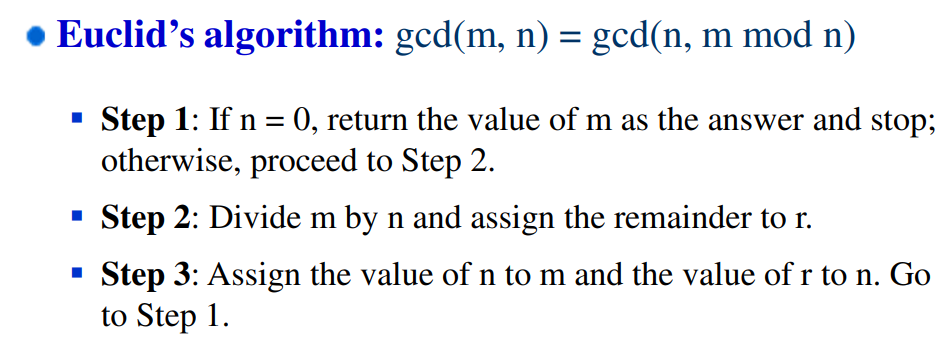 Euclid's algorithm: gcd(m, n) = gcd(n, m mod n)
Step 1: If n = 0, return the value of m as the answer and stop;
otherwise, proceed to Step 2.
Step 2: Divide m by n and assign the remainder to r.
Step 3: Assign the value of n to m and the value of r to n. Go
to Step 1.